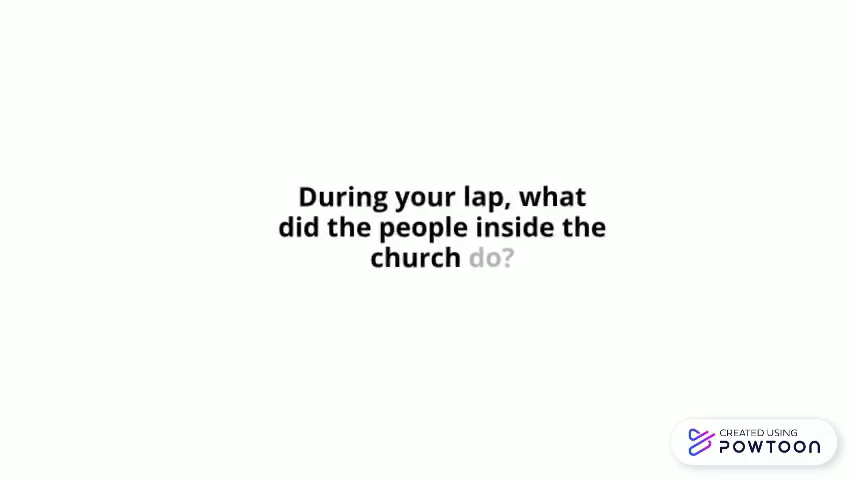 During your lap, what
did the people inside the
church do?
CREATED USING
POWTOON